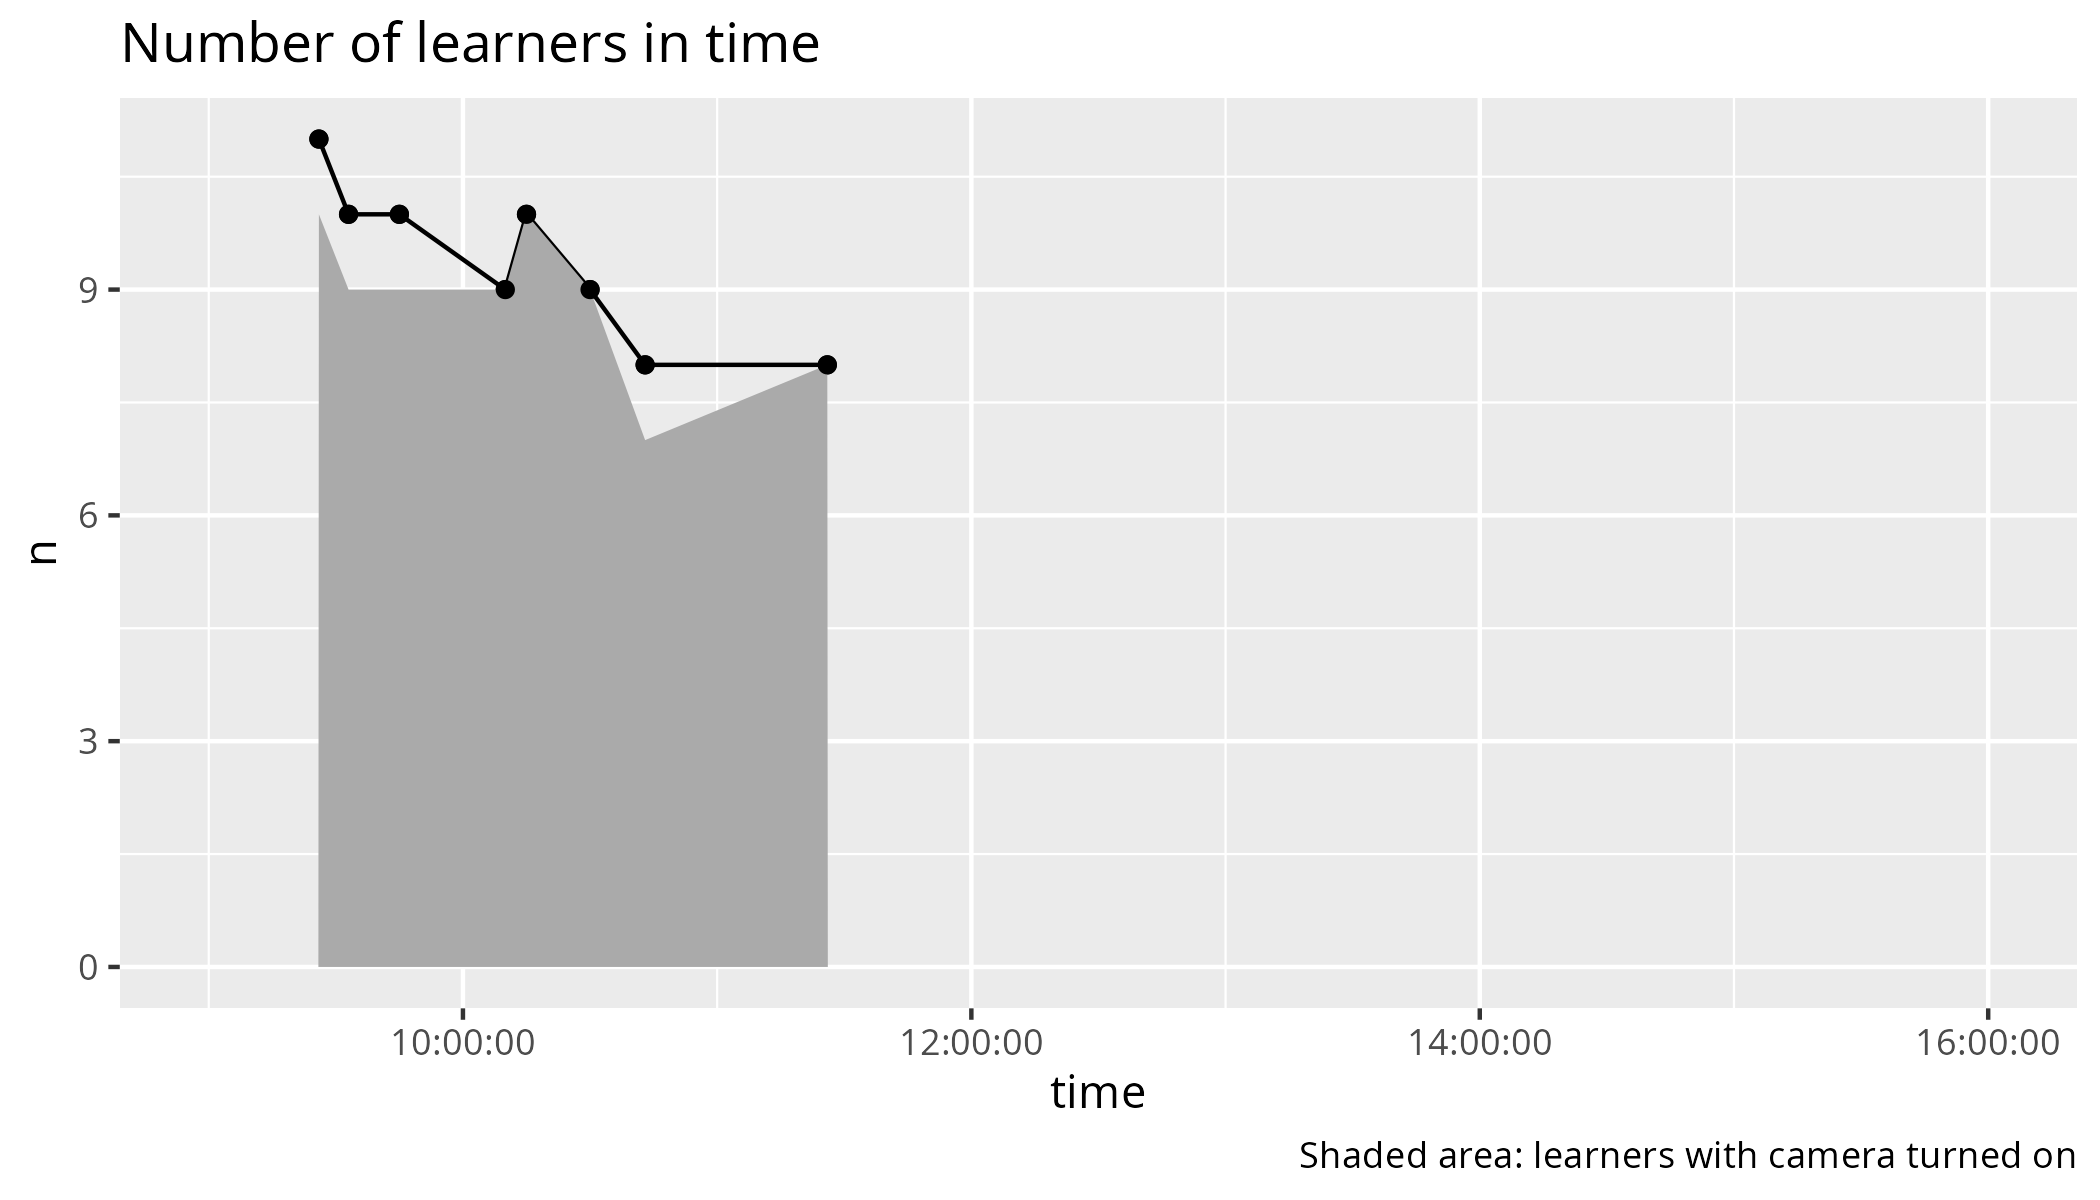 Number of learners in time
9
6
3
0
n
10:00:00 12:00:00 14:00:00 16:00:00
time
Shaded area: learners with camera turned on